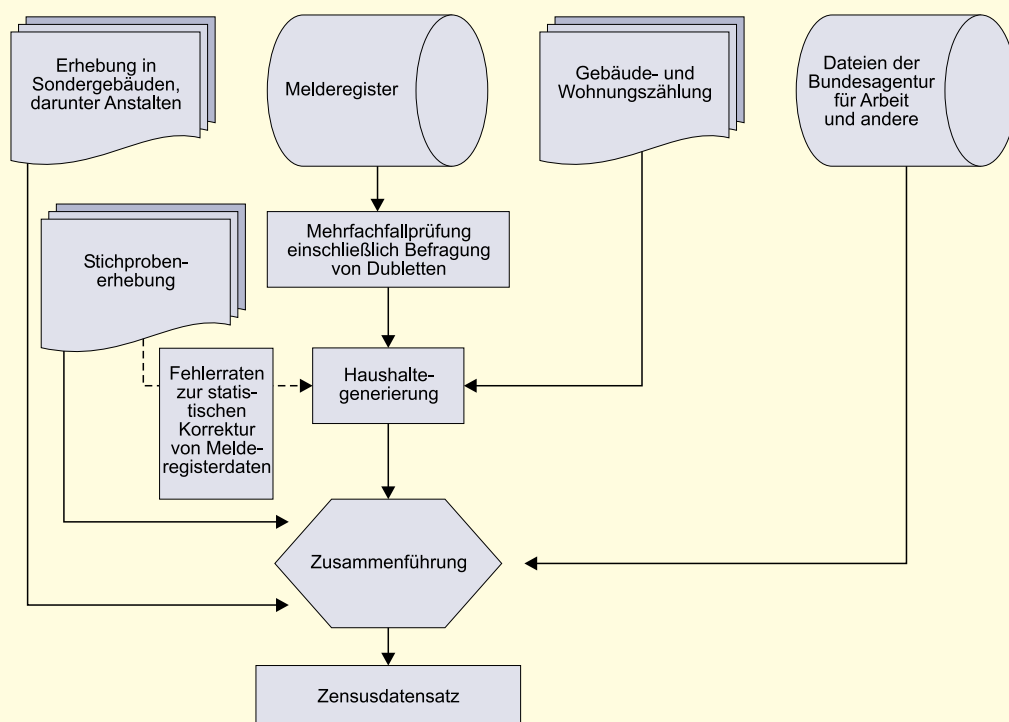 Erhebung in
Sondergebäuden,
darunter Anstalten
Melderegister
Gebäude- und
Wohnungszählung
Dateien der
Bundesagentur
für Arbeit
und andere
Mehrfachfallprüfung
einschließlich Befragung
von Dubletten
Stichproben-
erhebung
Fehlerraten
zur statis-
tischen
Korrektur
von Melde-
registerdaten
Haushalte-
generierung
Zusammenführung
Zensusdatensatz